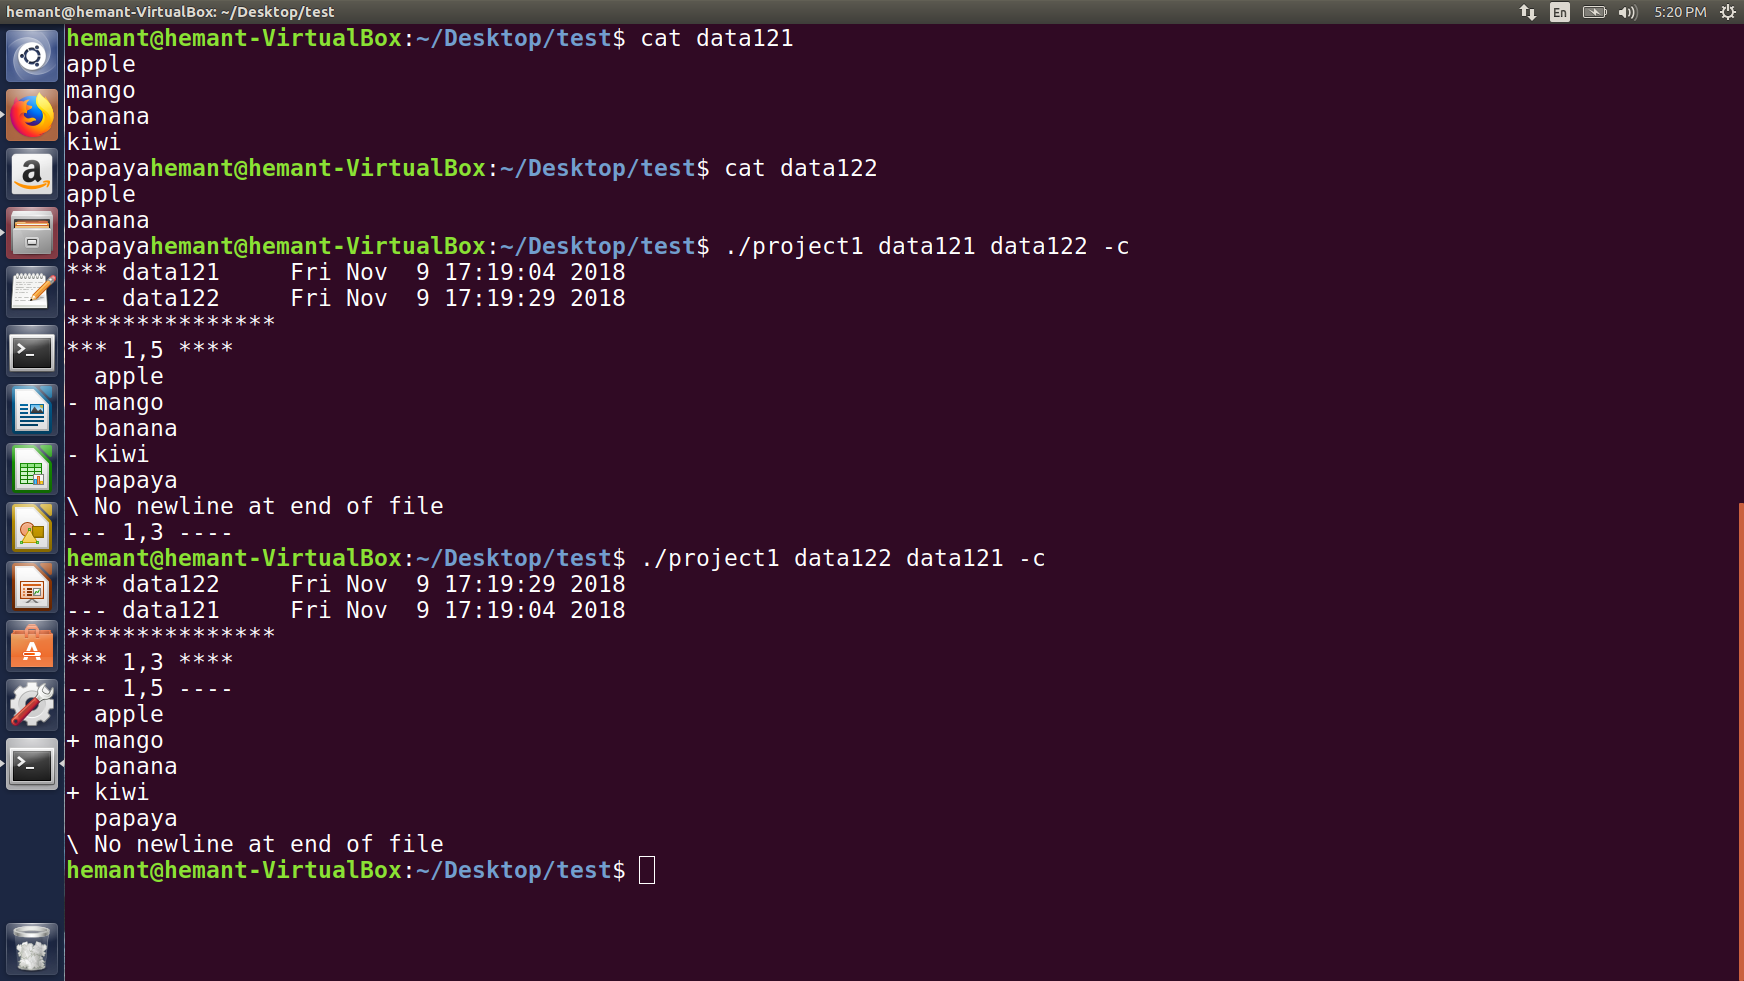 hemant@hemant-VirtualBox: ~/Desktop/test En 5:20 PM
hemant@hemant-VirtualBox:~/Desktop/test$ cat data121
apple
mango
banana
kiwi
papayahemant@hemant-VirtualBox:~/Desktop/test$ cat data122
apple
banana
papayahemant@hemant-VirtualBox:~/Desktop/test$ ./project1 data121 data122 -c
*** data121     Fri Nov  9 17:19:04 2018
--- data122     Fri Nov  9 17:19:29 2018
***************
*** 1,5 ****
  apple
- mango
  banana
- kiwi
  papaya
\ No newline at end of file
--- 1,3 ----
hemant@hemant-VirtualBox:~/Desktop/test$ ./project1 data122 data121 -c
*** data122     Fri Nov  9 17:19:29 2018
--- data121     Fri Nov  9 17:19:04 2018
***************
*** 1,3 ****
--- 1,5 ----
  apple
+ mango
  banana
+ kiwi
  papaya
\ No newline at end of file
hemant@hemant-VirtualBox:~/Desktop/test$